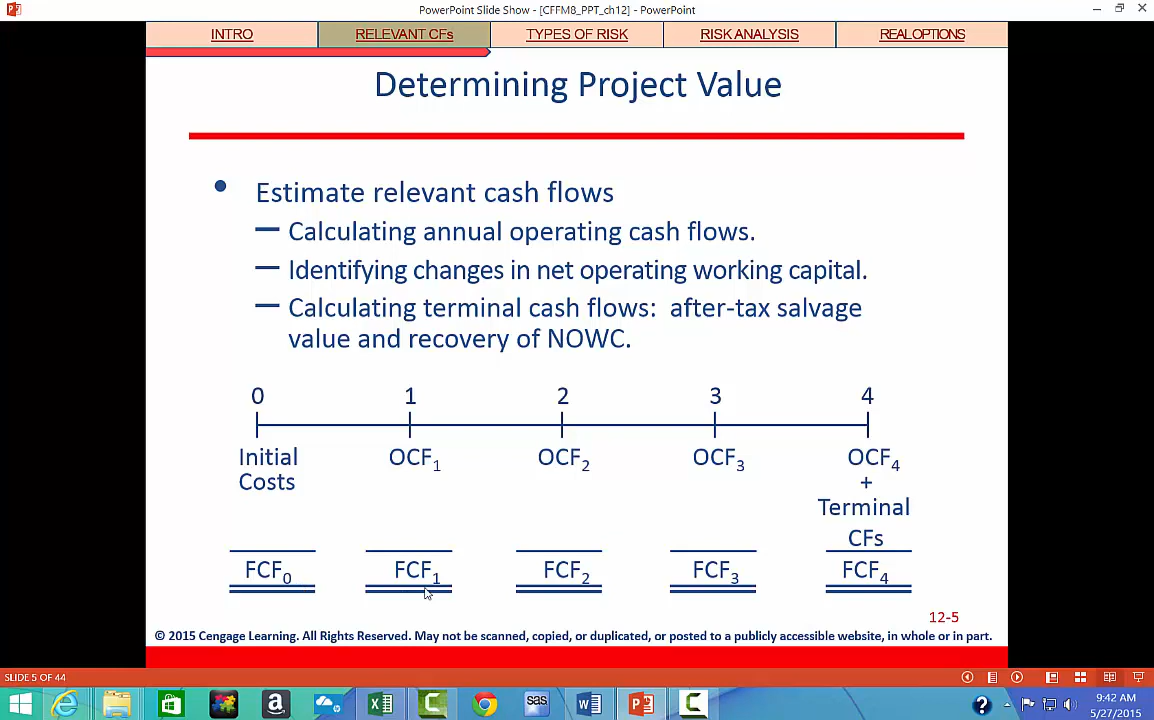 PowerPoint Slide Show - [CFFM8_PPT_ch12] - PowerPoint
INTRO RELEVANT CFs TYPES OF RISK RISK ANALYSIS REAL OPTIONS
Determining Project Value
• Estimate relevant cash flows
— Calculating annual operating cash flows.
— Identifying changes in net operating working capital.
— Calculating terminal cash flows: after-tax salvage
value and recovery of NOWC.
0 1 2 3 4
Initial OCF1 OCF2 OCF3 OCF4
Costs +
Terminal
CFs
FCF0 FCF1 FCF2 FCF3 FCF4
12-5
© 2015 Cengage Learning. All Rights Reserved. May not be scanned, copied, or duplicated, or posted to a publicly accessible website, in whole or in part.
SLIDE 5 OF 44
sas
9:42 AM
5/27/2015